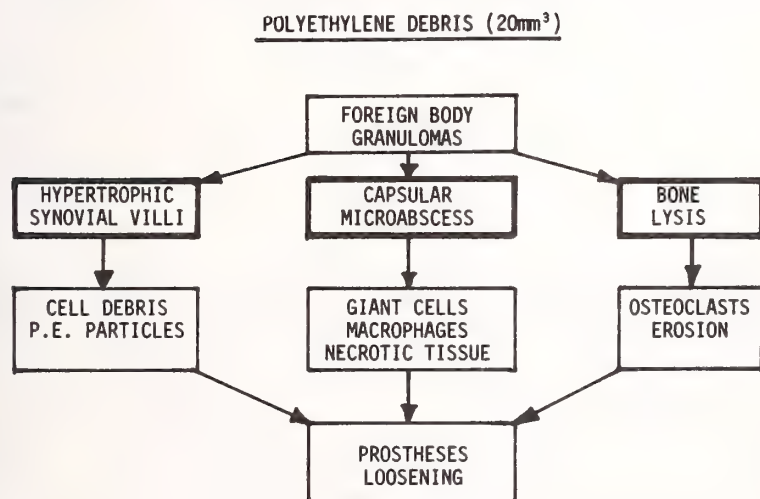 POLYETHYLENE DEBRIS (20mm³)
FOREIGN BODY
GRANULOMAS
HYPERTROPHIC
SYNOVIAL VILLI
CAPSULAR
MICROABSCESS
BONE
LYSIS
CELL DEBRIS
P.E. PARTICLES
GIANT CELLS
MACROPHAGES
NECROTIC TISSUE
OSTEOCLASTS
EROSION
PROSTHESES
LOOSENING